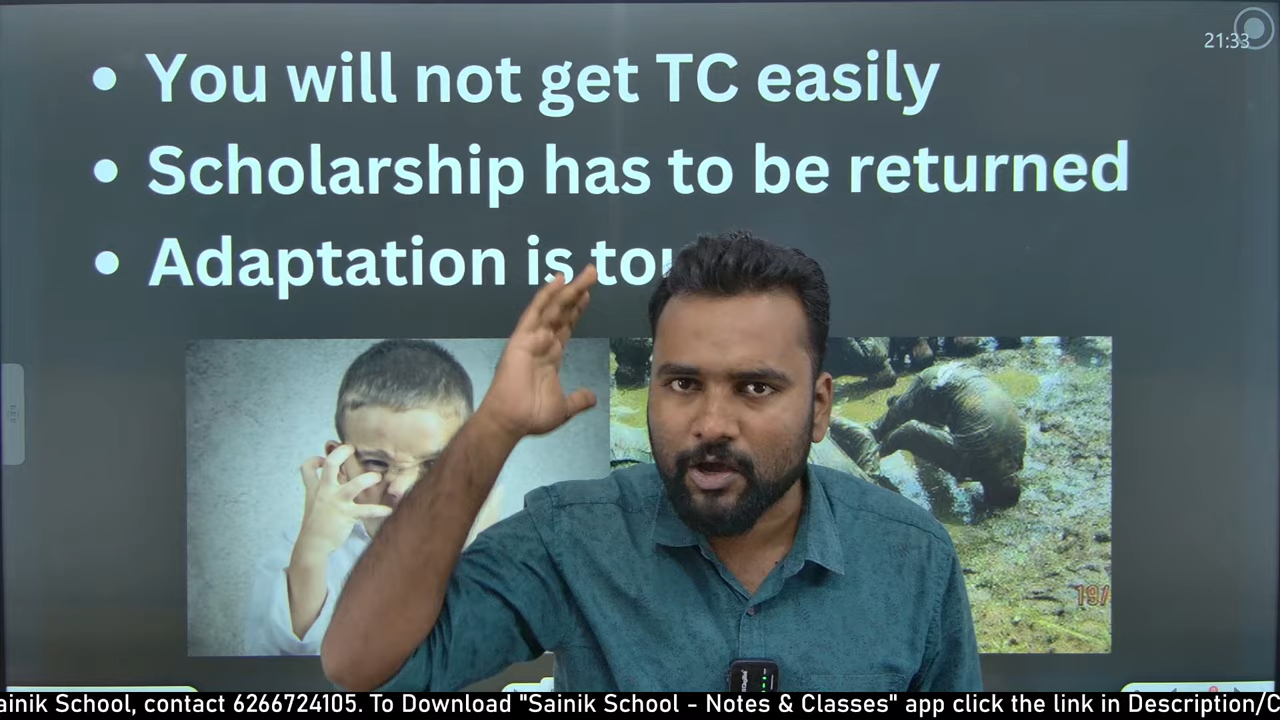 21:33
• You will not get TC easily
• Scholarship has to be returned
• Adaptation is
19/
ainik School, contact 6266724105. To Download "Sainik School - Notes & Classes" app click the link in Description/C